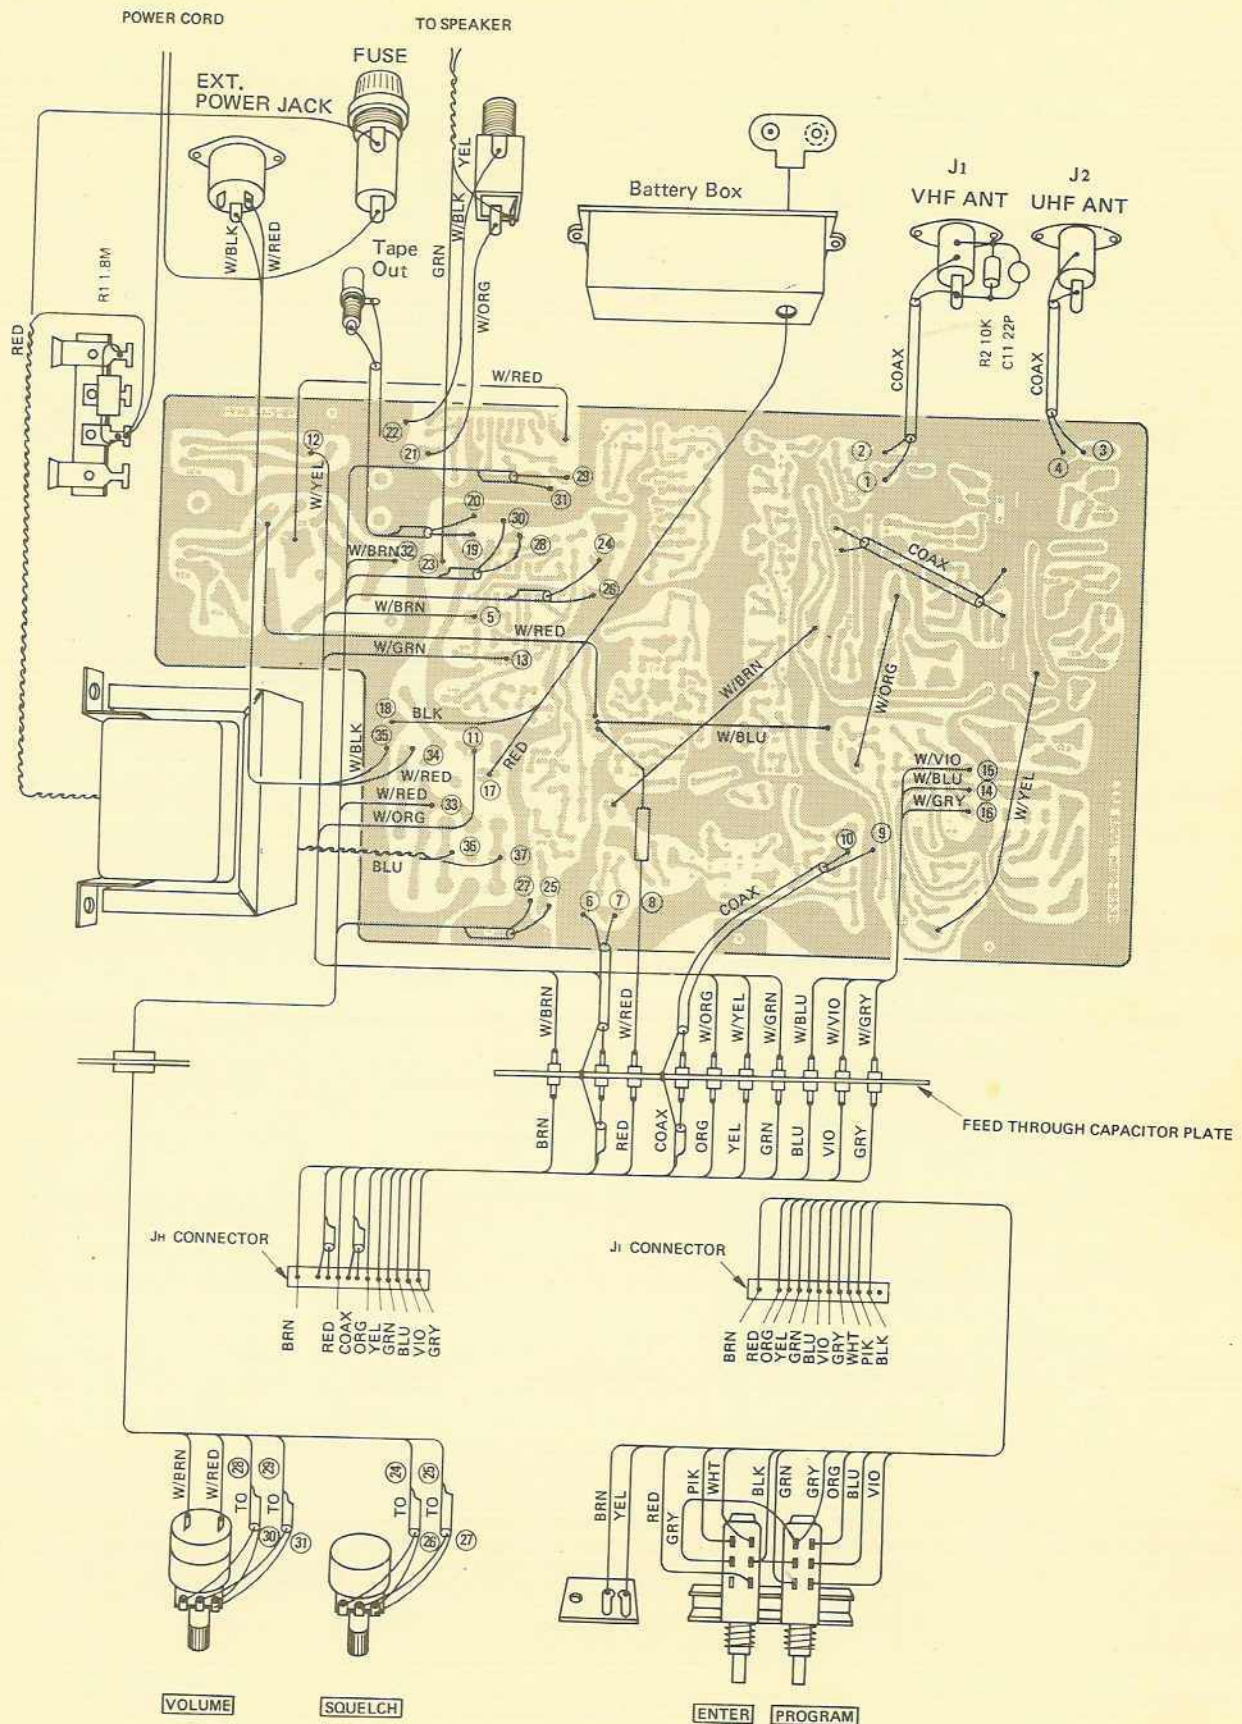 POWER CORD
TO SPEAKER
FUSE
EXT.
POWER JACK
YEL
W/BLK
W/RED
W/BLK
GRN
W/ORG
Tape
Out
Battery Box
J1
VHF ANT
J2
UHF ANT
R1 1.8M
RED
COAX
R2 10K
C11 22P
COAX
W/RED
12
W/YEL
22
21
29
31
2
1
4
3
20
30
19
28
24
W/BRN
32
23
26
COAX
W/BRN
5
W/RED
W/GRN
13
W/BRN
W/ORG
18
BLK
W/BLK
35
34
11
RED
W/BLU
W/RED
17
W/RED
33
W/ORG
W/VIO
15
W/BLU
14
W/GRY
16
W/YEL
36
BLU
37
10
9
COAX
27
25
6
7
8
W/BRN
W/RED
W/ORG
W/YEL
W/GRN
W/BLU
W/VIO
W/GRY
FEED THROUGH CAPACITOR PLATE
BRN
RED
COAX
ORG
YEL
GRN
BLU
VIO
GRY
JH CONNECTOR
JI CONNECTOR
BRN
RED
COAX
ORG
YEL
GRN
BLU
VIO
GRY
BRN
RED
ORG
YEL
GRN
BLU
VIO
GRY
WHT
PIK
BLK
W/BRN
W/RED
TO 28
TO 29
30
31
TO 24
TO 25
26
27
BRN
YEL
RED
GRY
PIK
WHT
BLK
GRN
GRY
ORG
BLU
VIO
VOLUME
SQUELCH
ENTER
PROGRAM